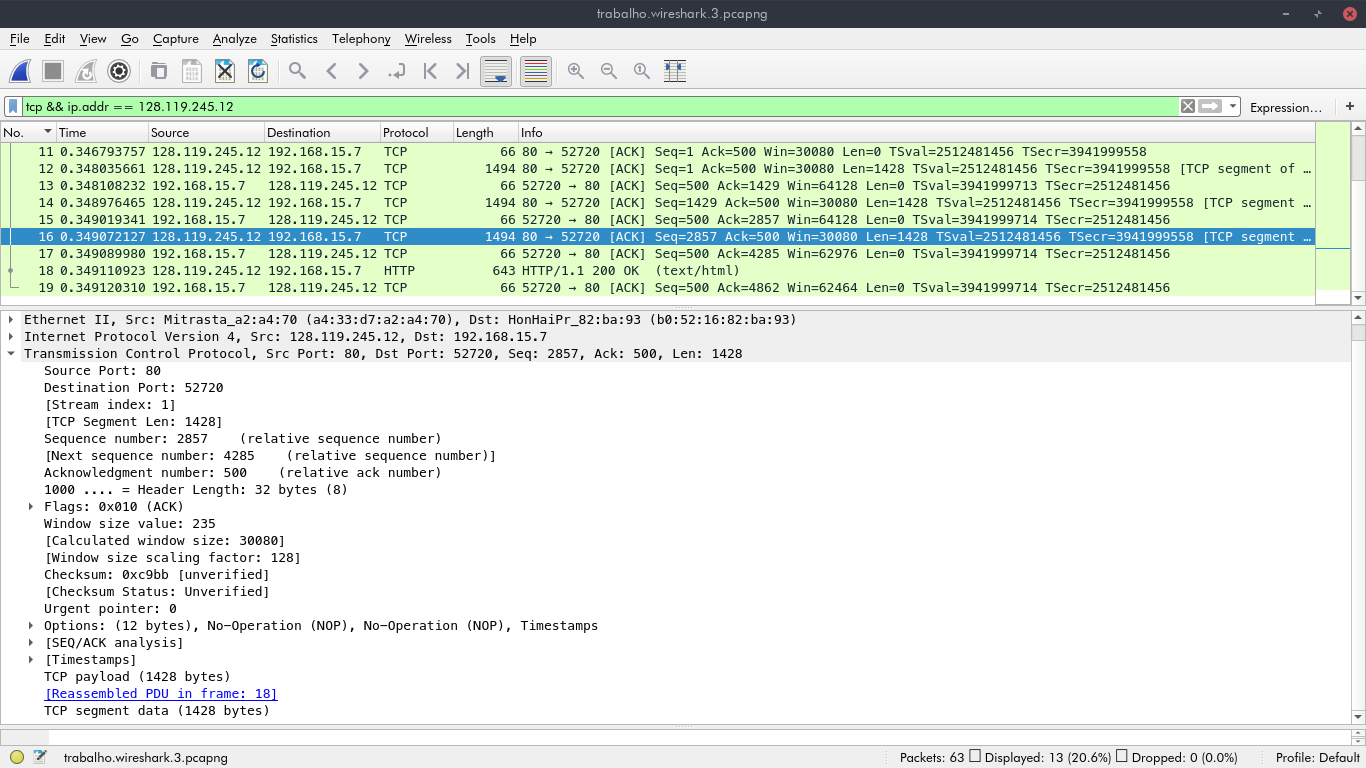 trabalho.wireshark.3.pcapng
File Edit View Go Capture Analyze Statistics Telephony Wireless Tools Help
tcp && ip.addr == 128.119.245.12 Expression… +
No. Time Source Destination Protocol Length Info
11 0.346793757 128.119.245.12 192.168.15.7 TCP 66 80 → 52720 [ACK] Seq=1 Ack=500 Win=30080 Len=0 TSval=2512481456 TSecr=3941999558
12 0.348035661 128.119.245.12 192.168.15.7 TCP 1494 80 → 52720 [ACK] Seq=1 Ack=500 Win=30080 Len=1428 TSval=2512481456 TSecr=3941999558 [TCP segment of …
13 0.348108232 192.168.15.7 128.119.245.12 TCP 66 52720 → 80 [ACK] Seq=500 Ack=1429 Win=64128 Len=0 TSval=3941999713 TSecr=2512481456
14 0.348976465 128.119.245.12 192.168.15.7 TCP 1494 80 → 52720 [ACK] Seq=1429 Ack=500 Win=30080 Len=1428 TSval=2512481456 TSecr=3941999558 [TCP segment …
15 0.349019341 192.168.15.7 128.119.245.12 TCP 66 52720 → 80 [ACK] Seq=500 Ack=2857 Win=64128 Len=0 TSval=3941999714 TSecr=2512481456
16 0.349072127 128.119.245.12 192.168.15.7 TCP 1494 80 → 52720 [ACK] Seq=2857 Ack=500 Win=30080 Len=1428 TSval=2512481456 TSecr=3941999558 [TCP segment …
17 0.349089980 192.168.15.7 128.119.245.12 TCP 66 52720 → 80 [ACK] Seq=500 Ack=4285 Win=62976 Len=0 TSval=3941999714 TSecr=2512481456
18 0.349110923 128.119.245.12 192.168.15.7 HTTP 643 HTTP/1.1 200 OK (text/html)
19 0.349120310 192.168.15.7 128.119.245.12 TCP 66 52720 → 80 [ACK] Seq=500 Ack=4862 Win=62464 Len=0 TSval=3941999714 TSecr=2512481456
Ethernet II, Src: Mitrasta_a2:a4:70 (a4:33:d7:a2:a4:70), Dst: HonHaiPr_82:ba:93 (b0:52:16:82:ba:93)
Internet Protocol Version 4, Src: 128.119.245.12, Dst: 192.168.15.7
Transmission Control Protocol, Src Port: 80, Dst Port: 52720, Seq: 2857, Ack: 500, Len: 1428
Source Port: 80
Destination Port: 52720
[Stream index: 1]
[TCP Segment Len: 1428]
Sequence number: 2857 (relative sequence number)
[Next sequence number: 4285 (relative sequence number)]
Acknowledgment number: 500 (relative ack number)
1000 .... = Header Length: 32 bytes (8)
Flags: 0x010 (ACK)
Window size value: 235
[Calculated window size: 30080]
[Window size scaling factor: 128]
Checksum: 0xc9bb [unverified]
[Checksum Status: Unverified]
Urgent pointer: 0
Options: (12 bytes), No-Operation (NOP), No-Operation (NOP), Timestamps
[SEQ/ACK analysis]
[Timestamps]
TCP payload (1428 bytes)
[Reassembled PDU in frame: 18]
TCP segment data (1428 bytes)
trabalho.wireshark.3.pcapng Packets: 63 Displayed: 13 (20.6%) Dropped: 0 (0.0%) Profile: Default